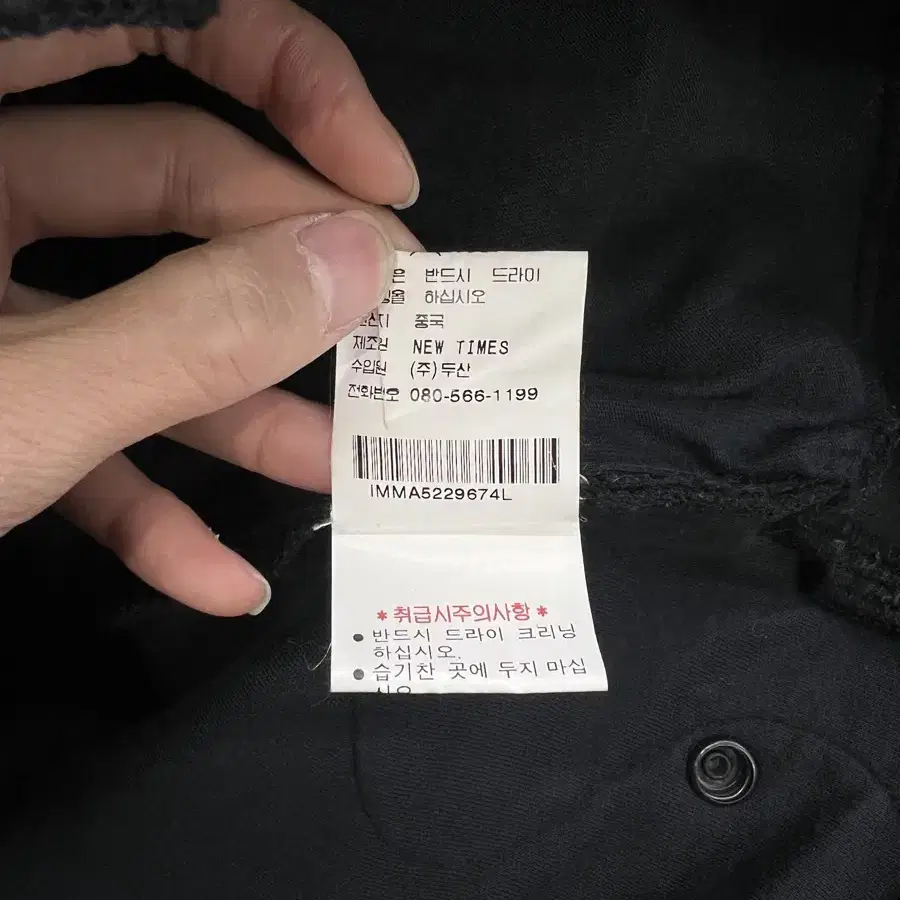 은 반드시 드라이
하십시오
중국
제조원 NEW TIMES
수입원 (주)두산
전화번호 080-566-1199
IMMA5229674L
*취급시주의사항*
● 반드시 드라이 크리닝
하십시오.
● 습기찬 곳에 두지 마십
시오